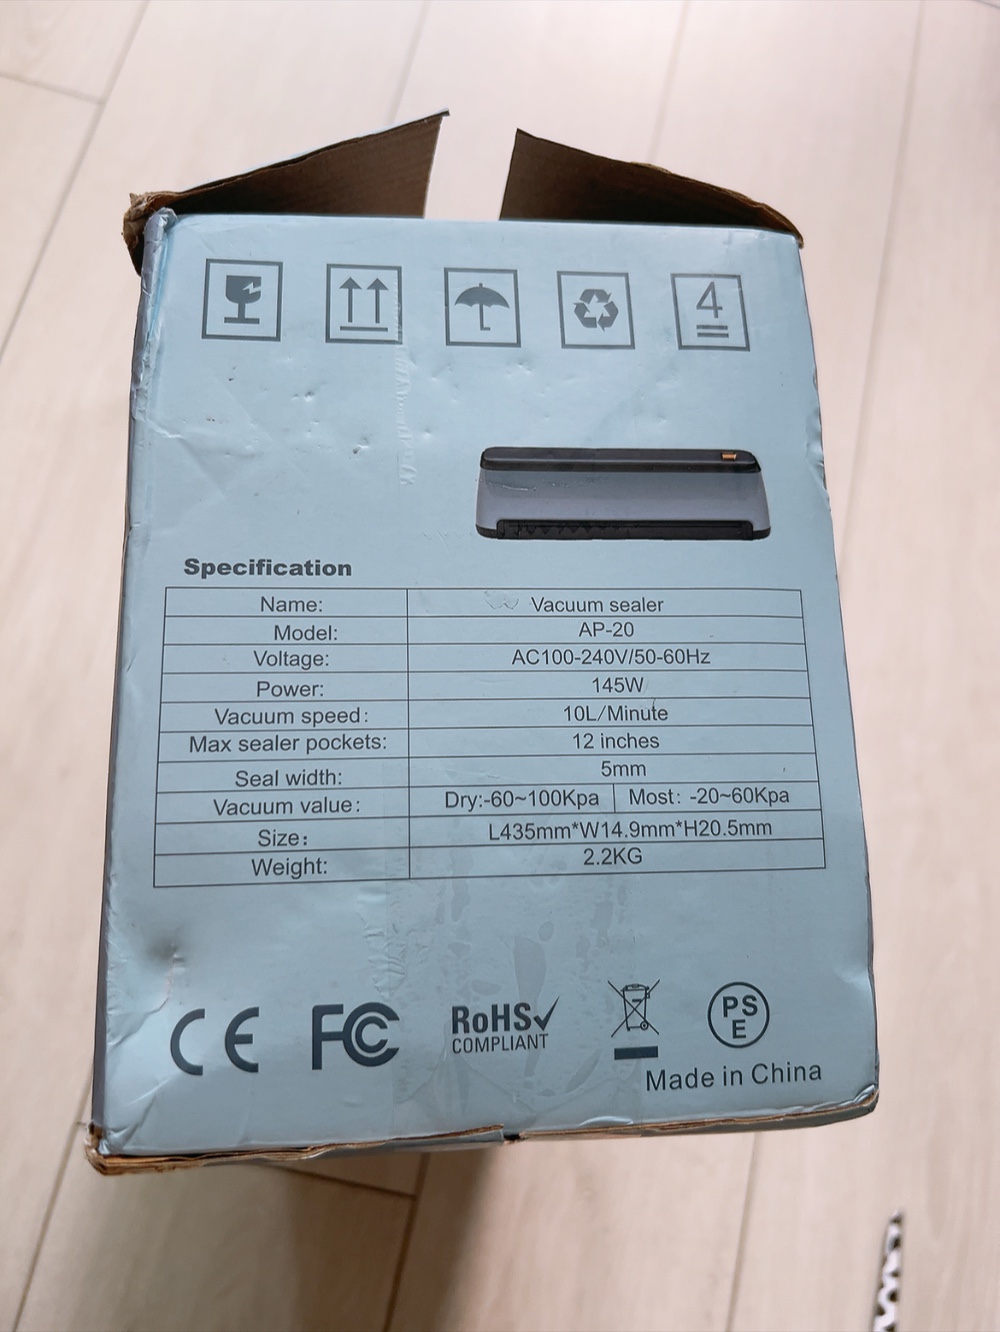 4
Specification
Name: Vacuum sealer
Model: AP-20
Voltage: AC100-240V/50-60Hz
Power: 145W
Vacuum speed: 10L/Minute
Max sealer pockets: 12 inches
Seal width: 5mm
Vacuum value: Dry:-60~100Kpa Most: -20~60Kpa
Size: L435mm*W14.9mm*H20.5mm
Weight: 2.2KG
CE FC RoHS PS
COMPLIANT E
Made in China